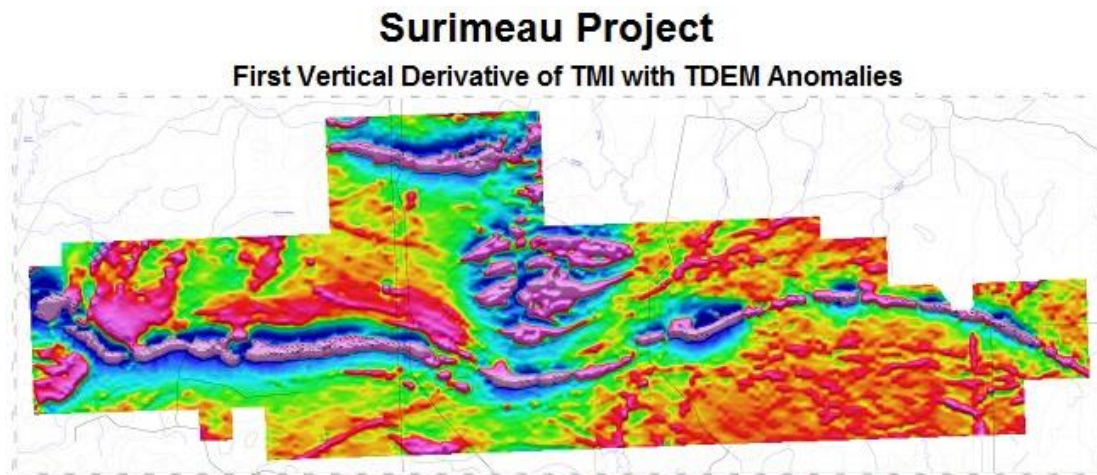 Surimeau Project
First Vertical Derivative of TMI with TDEM Anomalies